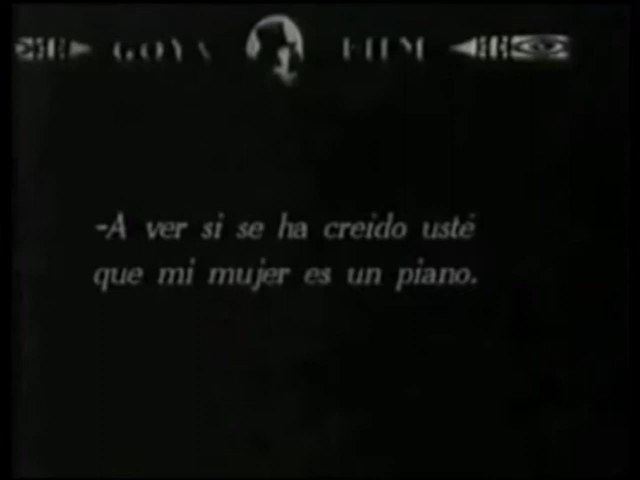 GOYA FILM
-A ver si se ha creido usté
que mi mujer es un piano.